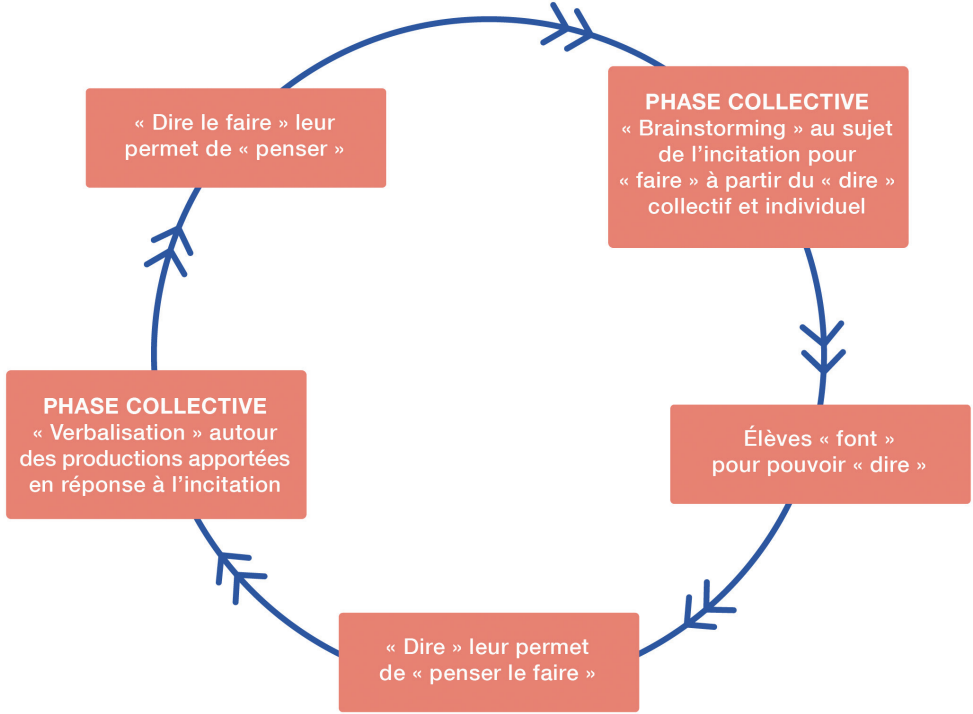 « Dire le faire » leur
permet de « penser »
PHASE COLLECTIVE
« Brainstorming » au sujet
de l’incitation pour
« faire » à partir du « dire »
collectif et individuel
Élèves « font »
pour pouvoir « dire »
« Dire » leur permet
de « penser le faire »
PHASE COLLECTIVE
« Verbalisation » autour
des productions apportées
en réponse à l’incitation